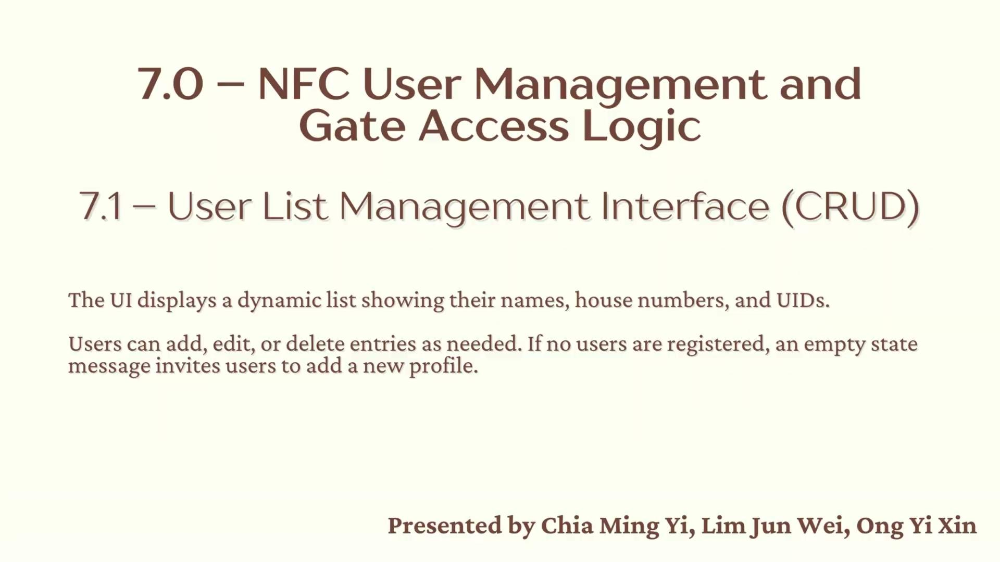 7.0 – NFC User Management and
Gate Access Logic
7.1 – User List Management Interface (CRUD)
The UI displays a dynamic list showing their names, house numbers, and UIDs.
Users can add, edit, or delete entries as needed. If no users are registered, an empty state
message invites users to add a new profile.
Presented by Chia Ming Yi, Lim Jun Wei, Ong Yi Xin